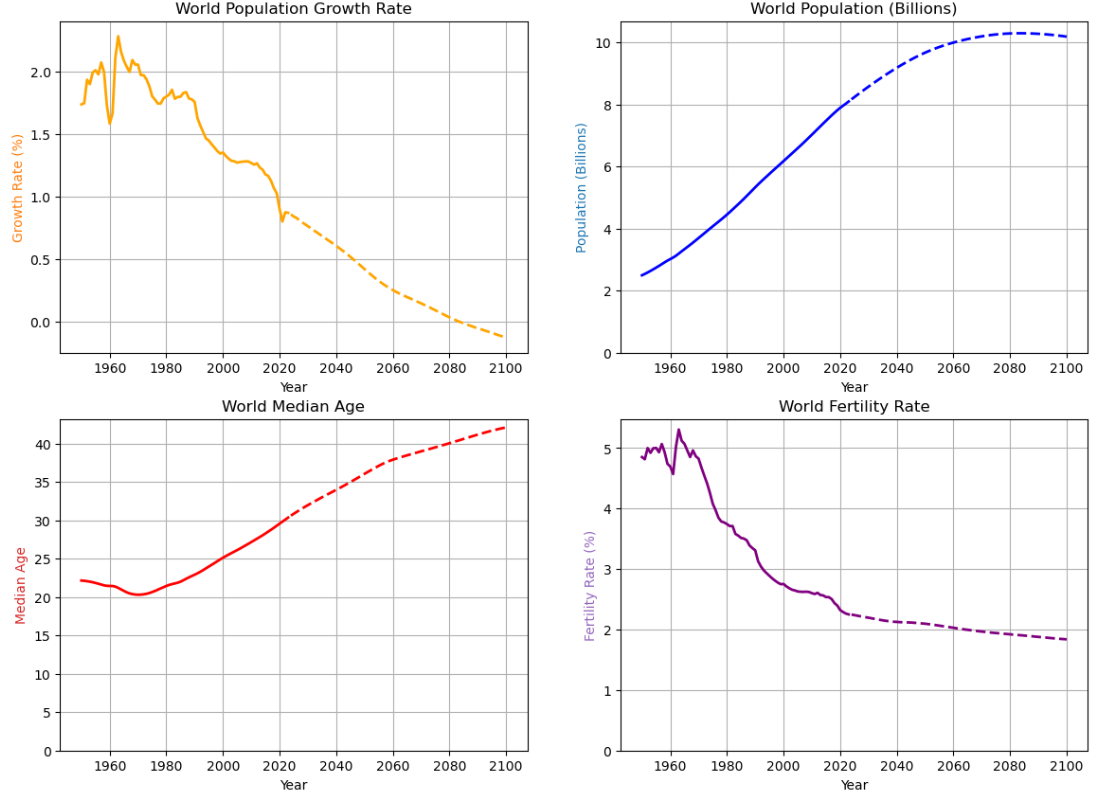 World Population Growth Rate
Growth Rate (%)
2.0
1.5
1.0
0.5
0.0
1960 1980 2000 2020 2040 2060 2080 2100
Year
World Population (Billions)
Population (Billions)
10
8
6
4
2
0
1960 1980 2000 2020 2040 2060 2080 2100
Year
World Median Age
Median Age
40
35
30
25
20
15
10
5
0
1960 1980 2000 2020 2040 2060 2080 2100
Year
World Fertility Rate
Fertility Rate (%)
5
4
3
2
1
0
1960 1980 2000 2020 2040 2060 2080 2100
Year